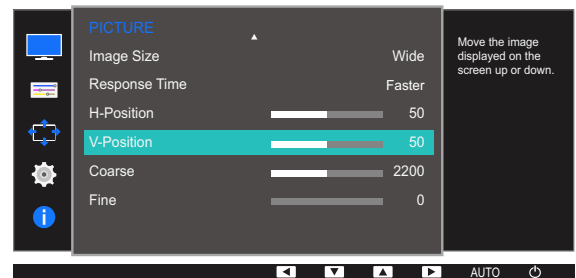 PICTURE
Image Size Wide
Response Time Faster
H-Position 50
V-Position 50
Coarse 2200
Fine 0
Move the image
displayed on the
screen up or down.
AUTO